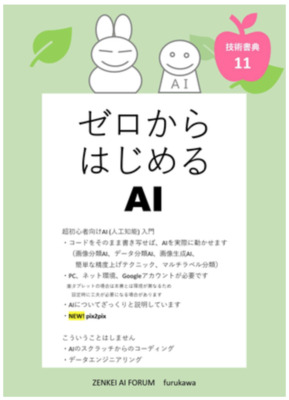 技術書典
11
AI
ゼロから
はじめる
AI
超初心者向けAI (人工知能) 入門
・コードをそのまま書き写せば、AIを実際に動かせます
（画像分類AI、データ分類AI、画像生成AI、
簡単な精度上げテクニック、マルチラベル分類）
・PC、ネット環境、Googleアカウントが必要です
・AIについてざっくりと説明しています
・NEW! pix2pix
こういうことはしません
・AIのスクラッチからのコーディング
・データエンジニアリング
ZENKEI AI FORUM furukawa